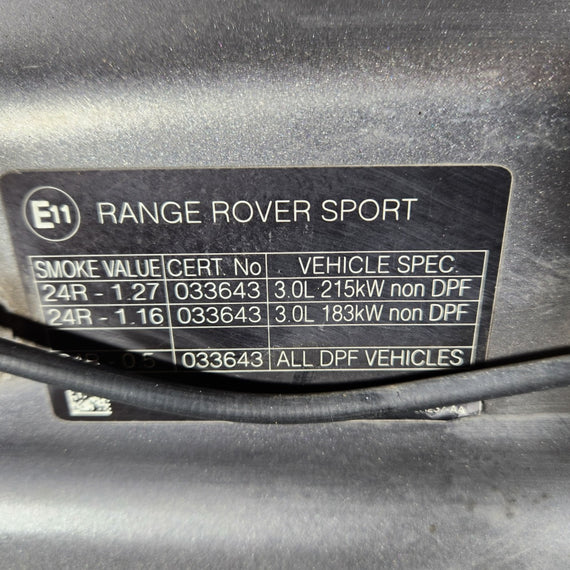 E11 RANGE ROVER SPORT
SMOKE VALUE CERT. No VEHICLE SPEC.
24R - 1.27 033643 3.0L 215kW non DPF
24R - 1.16 033643 3.0L 183kW non DPF
033643 ALL DPF VEHICLES